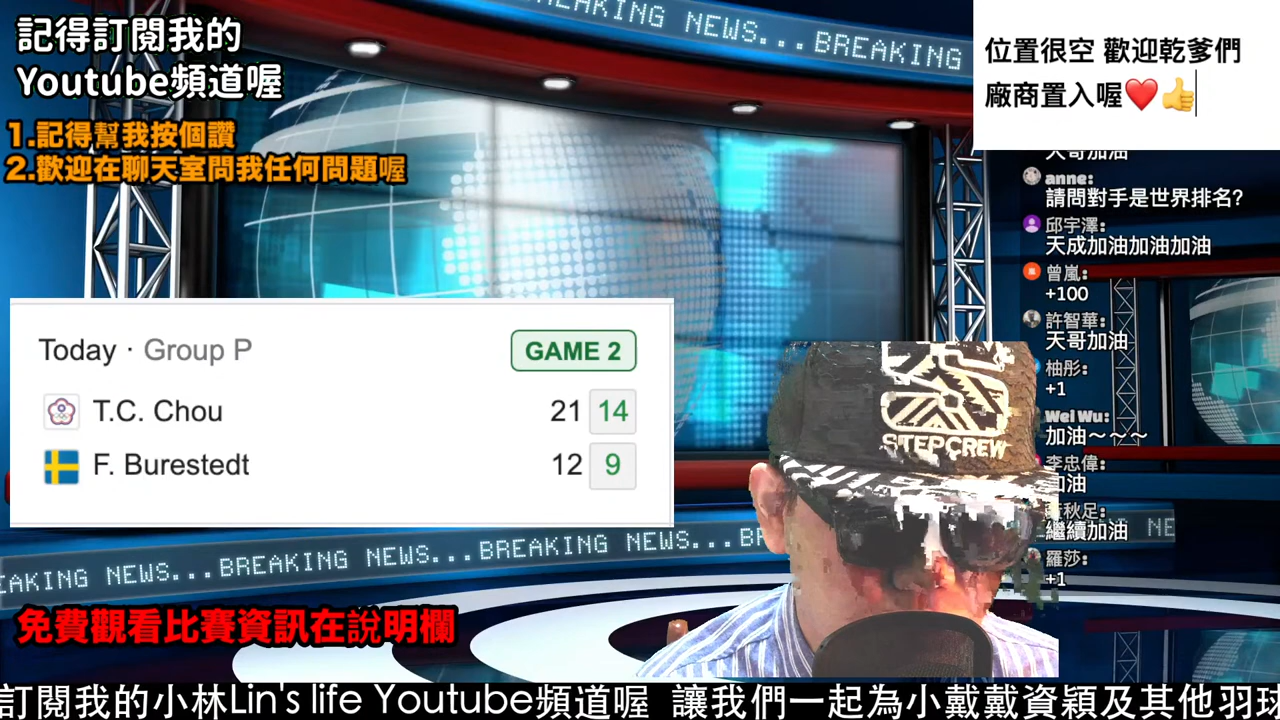 記得訂閱我的
Youtube頻道喔
1.記得幫我按個讚
2.歡迎在聊天室問我任何問題喔
BREAKING NEWS...BREAKING
位置很空 歡迎乾爹們
廠商置入喔❤️👍
天哥加油
anne:
請問對手是世界排名?
邱宇澤:
天成加油加油加油
曾嵐:
+100
許智華:
天哥加油
柚彤:
+1
Wei Wu:
加油～～～
李忠偉:
加油
秋足:
繼續加油
羅莎:
+1
Today · Group P
GAME 2
T.C. Chou 21 14
F. Burestedt 12 9
STEPCREW
AKING NEWS...BREAKING NEWS...BR
NE
免費觀看比賽資訊在說明欄
訂閱我的小林Lin's life Youtube頻道喔 讓我們一起為小戴戴資穎及其他羽球